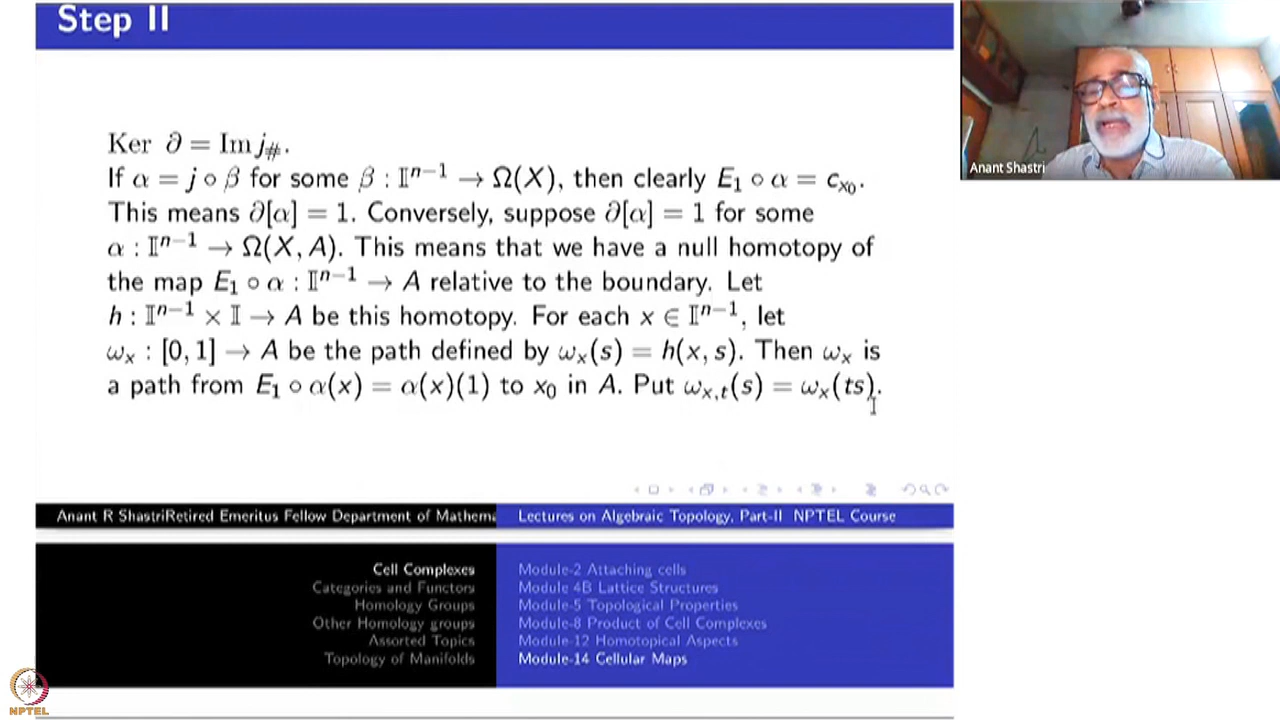 Step II
Ker ∂ = Im j#.
If α = j ∘ β for some β : 𝕀ⁿ⁻¹ → Ω(X), then clearly E₁ ∘ α = cₓ₀.
This means ∂[α] = 1. Conversely, suppose ∂[α] = 1 for some
α : 𝕀ⁿ⁻¹ → Ω(X, A). This means that we have a null homotopy of
the map E₁ ∘ α : 𝕀ⁿ⁻¹ → A relative to the boundary. Let
h : 𝕀ⁿ⁻¹ × 𝕀 → A be this homotopy. For each x ∈ 𝕀ⁿ⁻¹, let
ωₓ : [0, 1] → A be the path defined by ωₓ(s) = h(x, s). Then ωₓ is
a path from E₁ ∘ α(x) = α(x)(1) to x₀ in A. Put ωₓ,ₜ(s) = ωₓ(ts).
Anant Shastri
Anant R ShastriRetired Emeritus Fellow Department of Mathema
Lectures on Algebraic Topology, Part-II NPTEL Course
Cell Complexes
Categories and Functors
Homology Groups
Other Homology groups
Assorted Topics
Topology of Manifolds
Module-2 Attaching cells
Module 4B Lattice Structures
Module-5 Topological Properties
Module-8 Product of Cell Complexes
Module-12 Homotopical Aspects
Module-14 Cellular Maps
NPTEL